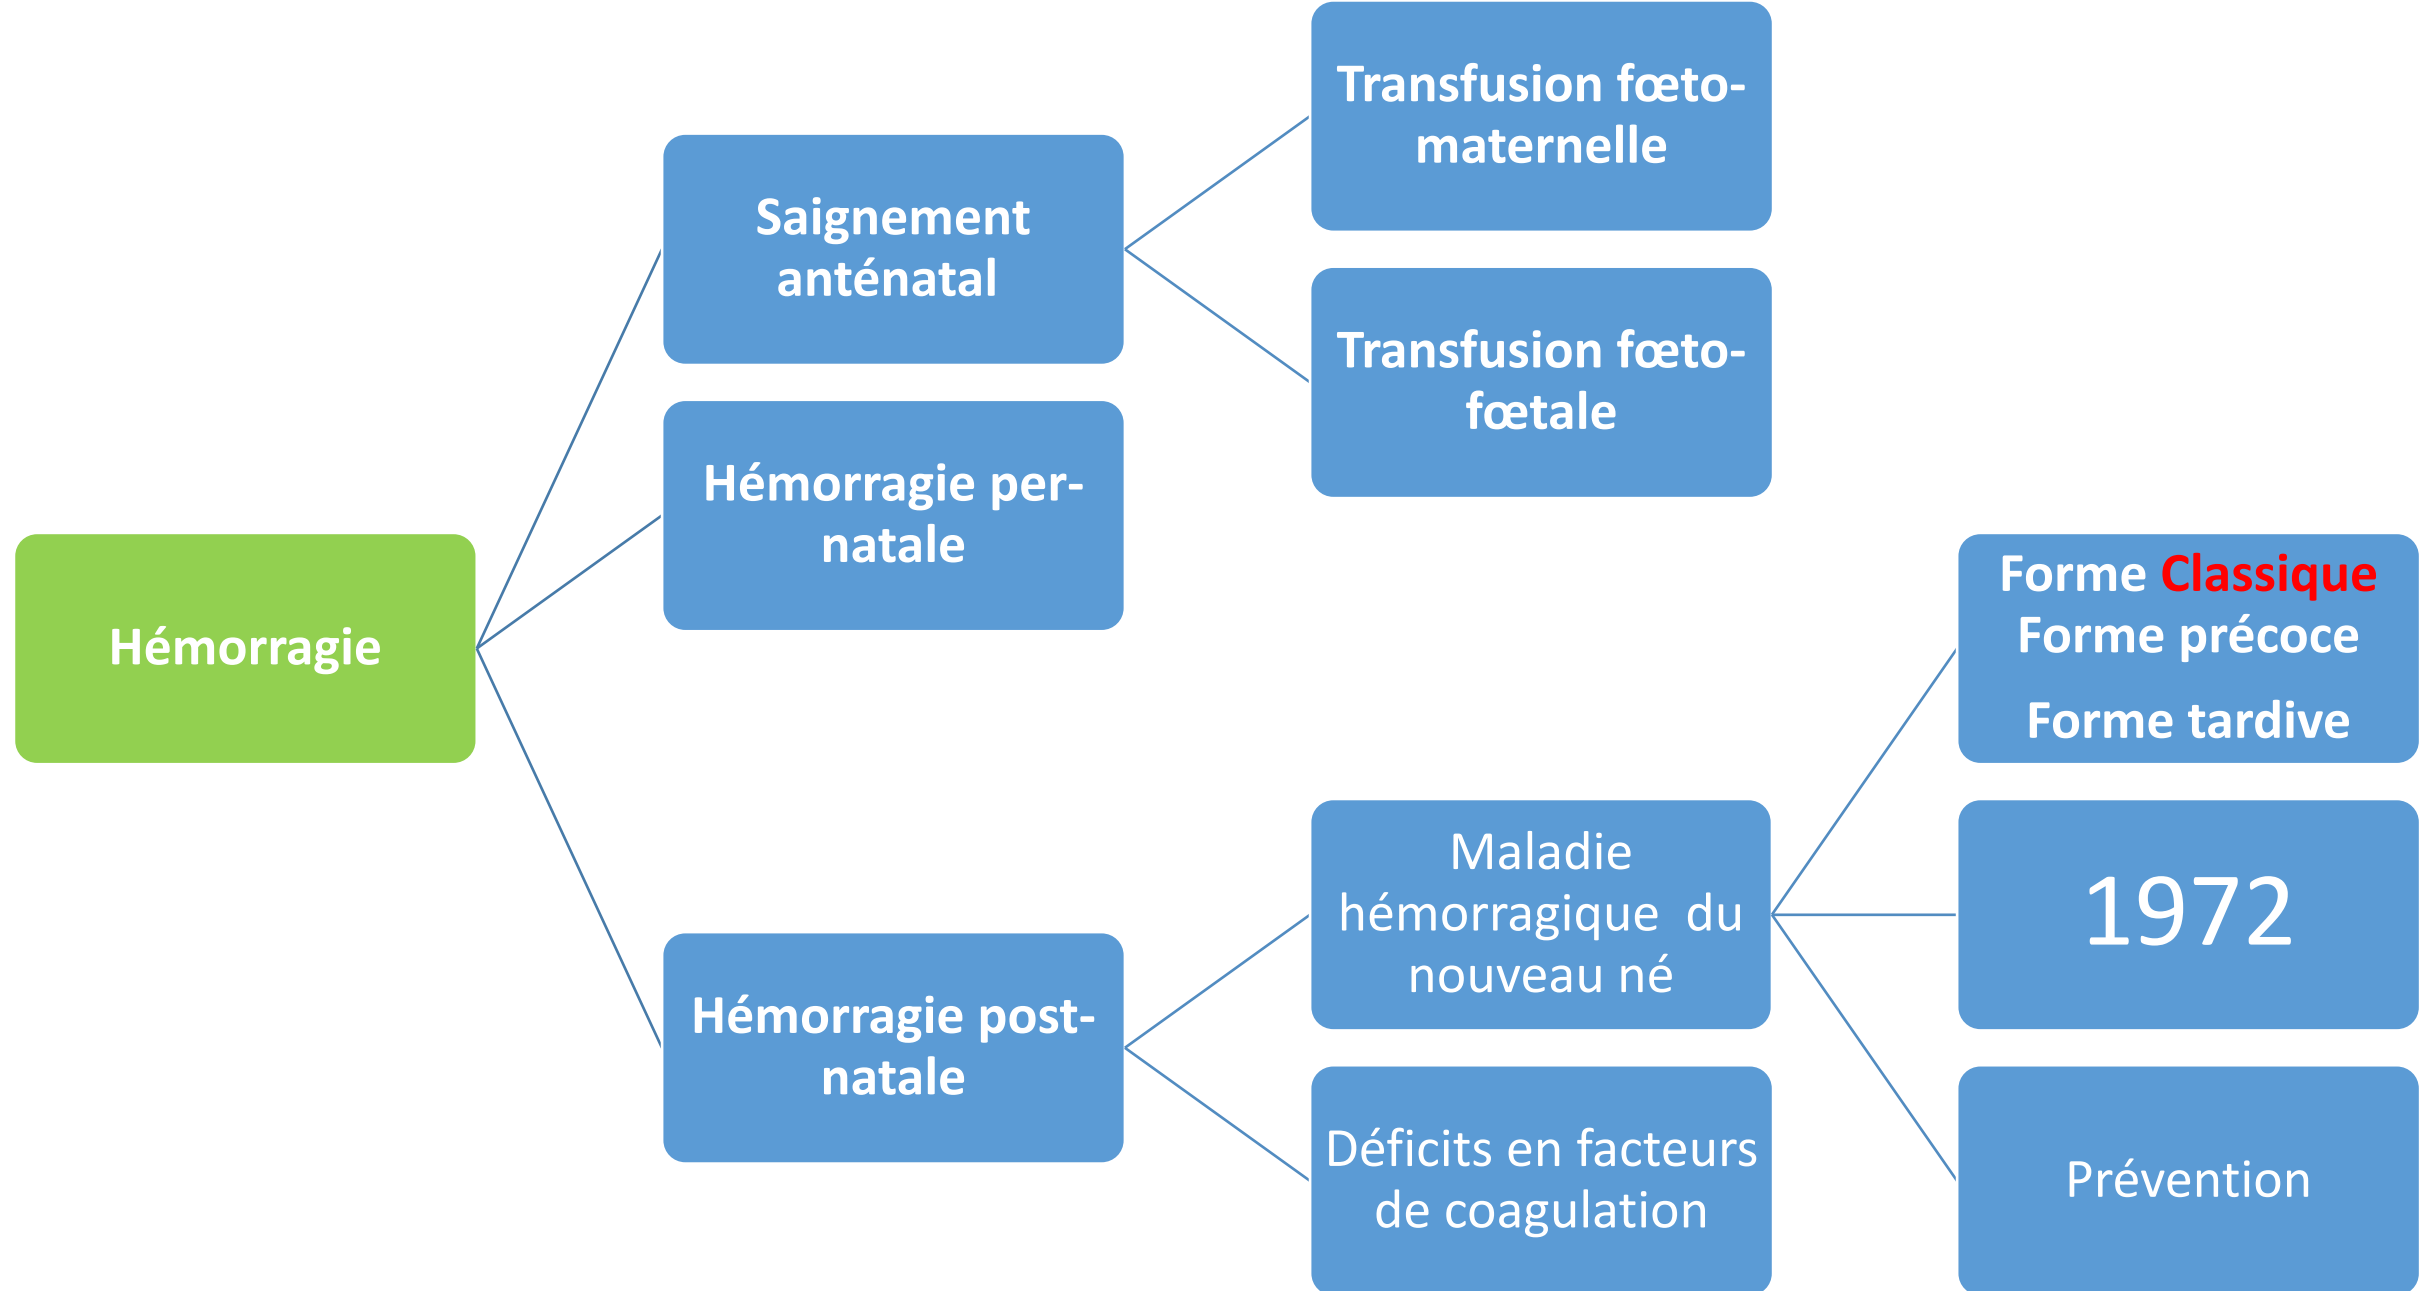 Hémorragie
Saignement
anténatal
Transfusion fœto-
maternelle
Transfusion fœto-
fœtale
Hémorragie per-
natale
Hémorragie post-
natale
Maladie
hémorragique  du
nouveau né
Forme Classique
Forme précoce
Forme tardive
1972
Prévention
Déficits en facteurs
de coagulation